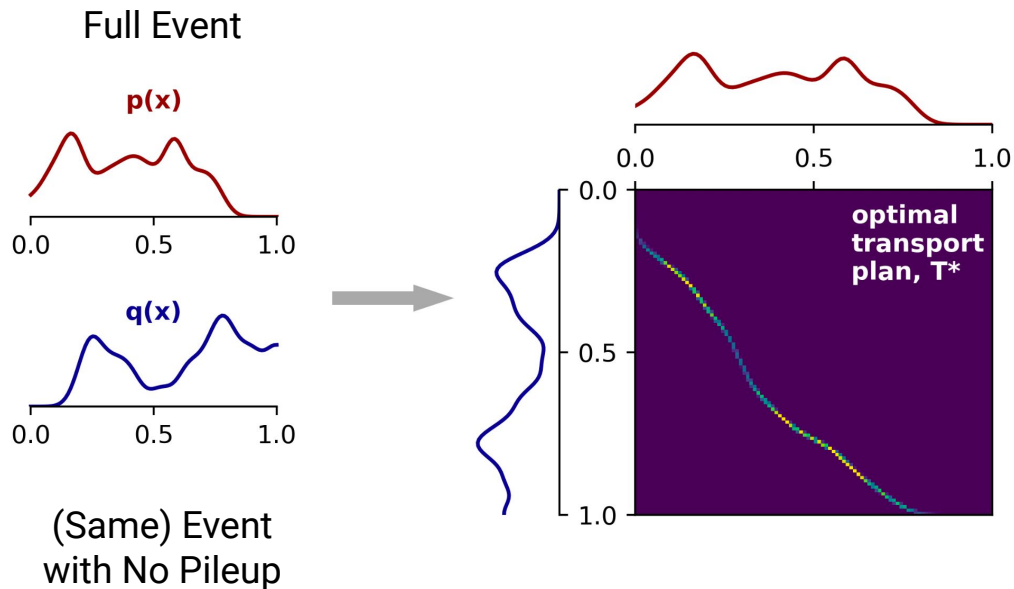 Full Event
p(x)
0.0 0.5 1.0
q(x)
0.0 0.5 1.0
(Same) Event
with No Pileup
0.0 0.5 1.0
0.0
0.5
1.0
optimal
transport
plan, T*